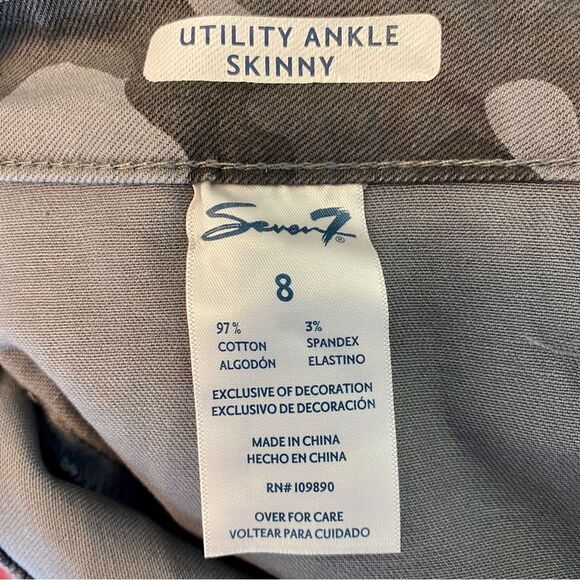 UTILITY ANKLE
SKINNY
Seven7®
8
97% 3%
COTTON SPANDEX
ALGODÓN ELASTINO
EXCLUSIVE OF DECORATION
EXCLUSIVO DE DECORACIÓN
MADE IN CHINA
HECHO EN CHINA
RN# 109890
OVER FOR CARE
VOLTEAR PARA CUIDADO